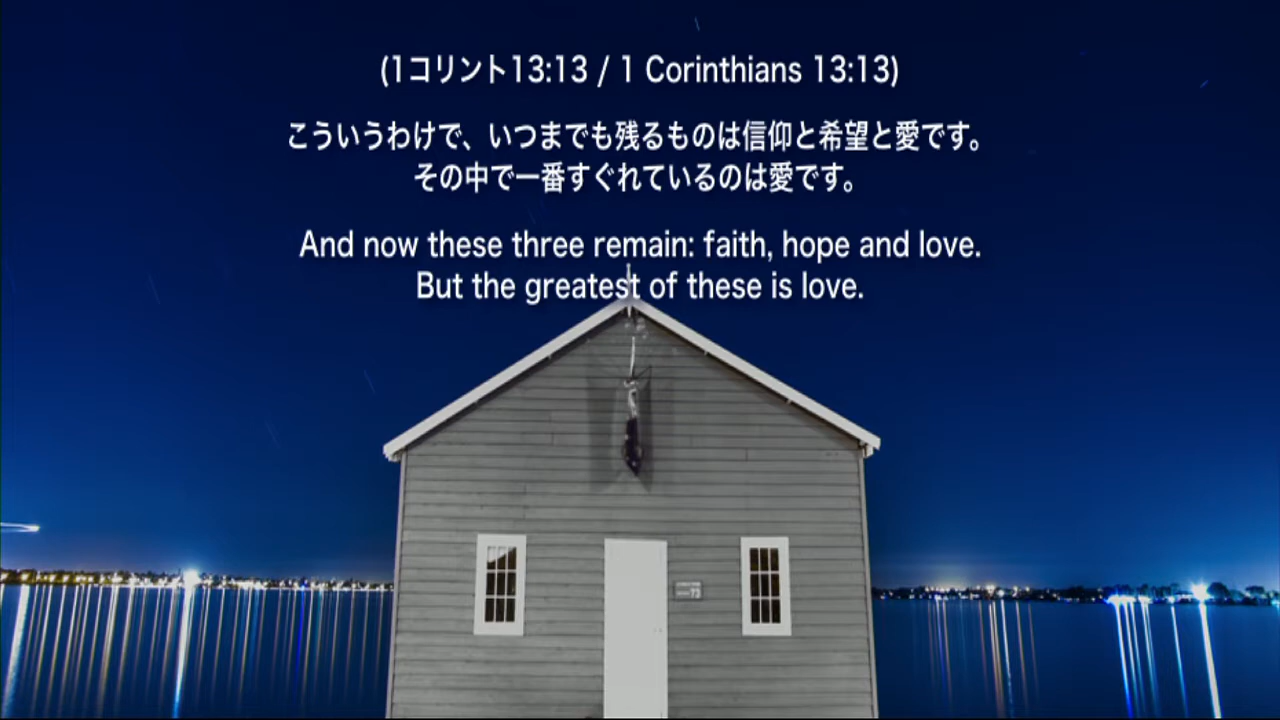 (1コリント13:13 / 1 Corinthians 13:13)
こういうわけで、いつまでも残るものは信仰と希望と愛です。
その中で一番すぐれているのは愛です。
And now these three remain: faith, hope and love.
But the greatest of these is love.